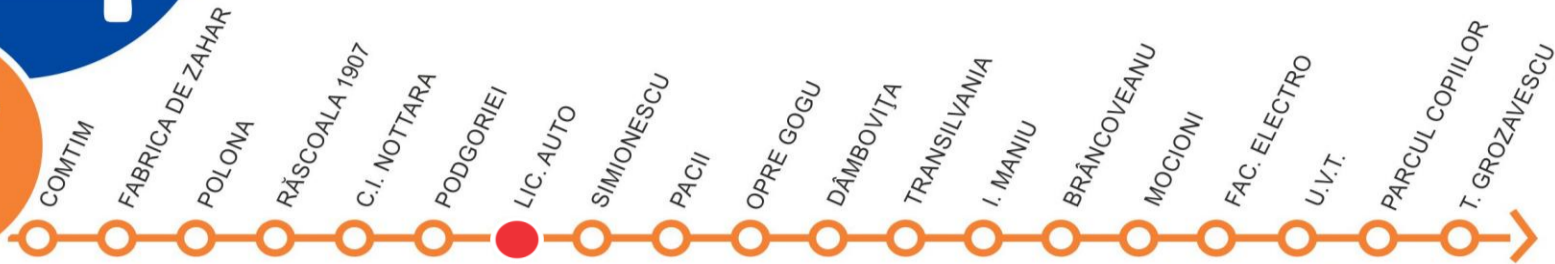 COMTIM
FABRICA DE ZAHAR
POLONA
RĂSCOALA 1907
C.I. NOTTARA
PODGORIEI
LIC. AUTO
SIMIONESCU
PACII
OPRE GOGU
DÂMBOVIȚA
TRANSILVANIA
I. MANIU
BRÂNCOVEANU
MOCIONI
FAC. ELECTRO
U.V.T.
PARCUL COPIILOR
T. GROZAVESCU